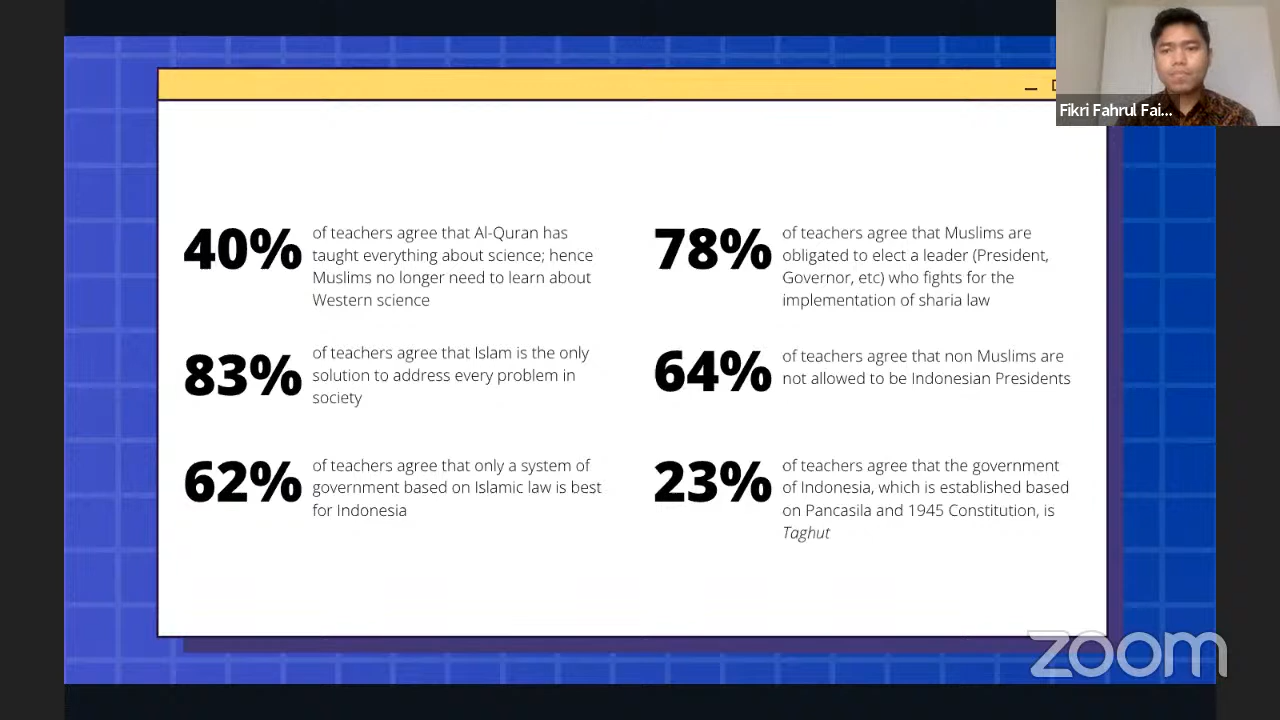 Fikri Fahrul Fai...
40%
of teachers agree that Al-Quran has
taught everything about science; hence
Muslims no longer need to learn about
Western science
83%
of teachers agree that Islam is the only
solution to address every problem in
society
62%
of teachers agree that only a system of
government based on Islamic law is best
for Indonesia
78%
of teachers agree that Muslims are
obligated to elect a leader (President,
Governor, etc) who fights for the
implementation of sharia law
64%
of teachers agree that non Muslims are
not allowed to be Indonesian Presidents
23%
of teachers agree that the government
of Indonesia, which is established based
on Pancasila and 1945 Constitution, is
Taghut
zoom